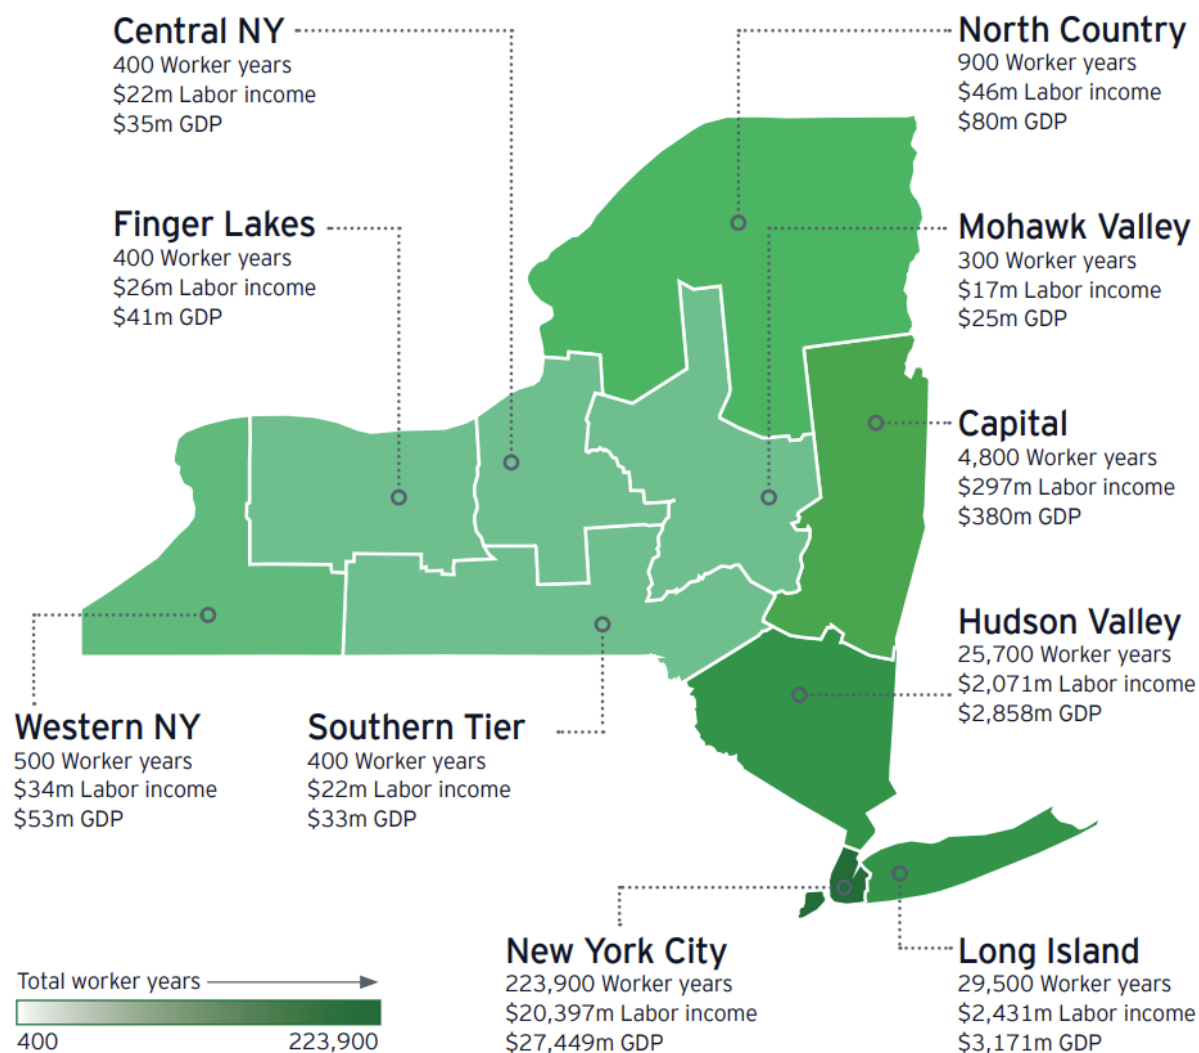 Central NY
400 Worker years
$22m Labor income
$35m GDP
North Country
900 Worker years
$46m Labor income
$80m GDP
Finger Lakes
400 Worker years
$26m Labor income
$41m GDP
Mohawk Valley
300 Worker years
$17m Labor income
$25m GDP
Capital
4,800 Worker years
$297m Labor income
$380m GDP
Hudson Valley
25,700 Worker years
$2,071m Labor income
$2,858m GDP
Western NY
500 Worker years
$34m Labor income
$53m GDP
Southern Tier
400 Worker years
$22m Labor income
$33m GDP
New York City
223,900 Worker years
$20,397m Labor income
$27,449m GDP
Long Island
29,500 Worker years
$2,431m Labor income
$3,171m GDP
Total worker years
400 223,900